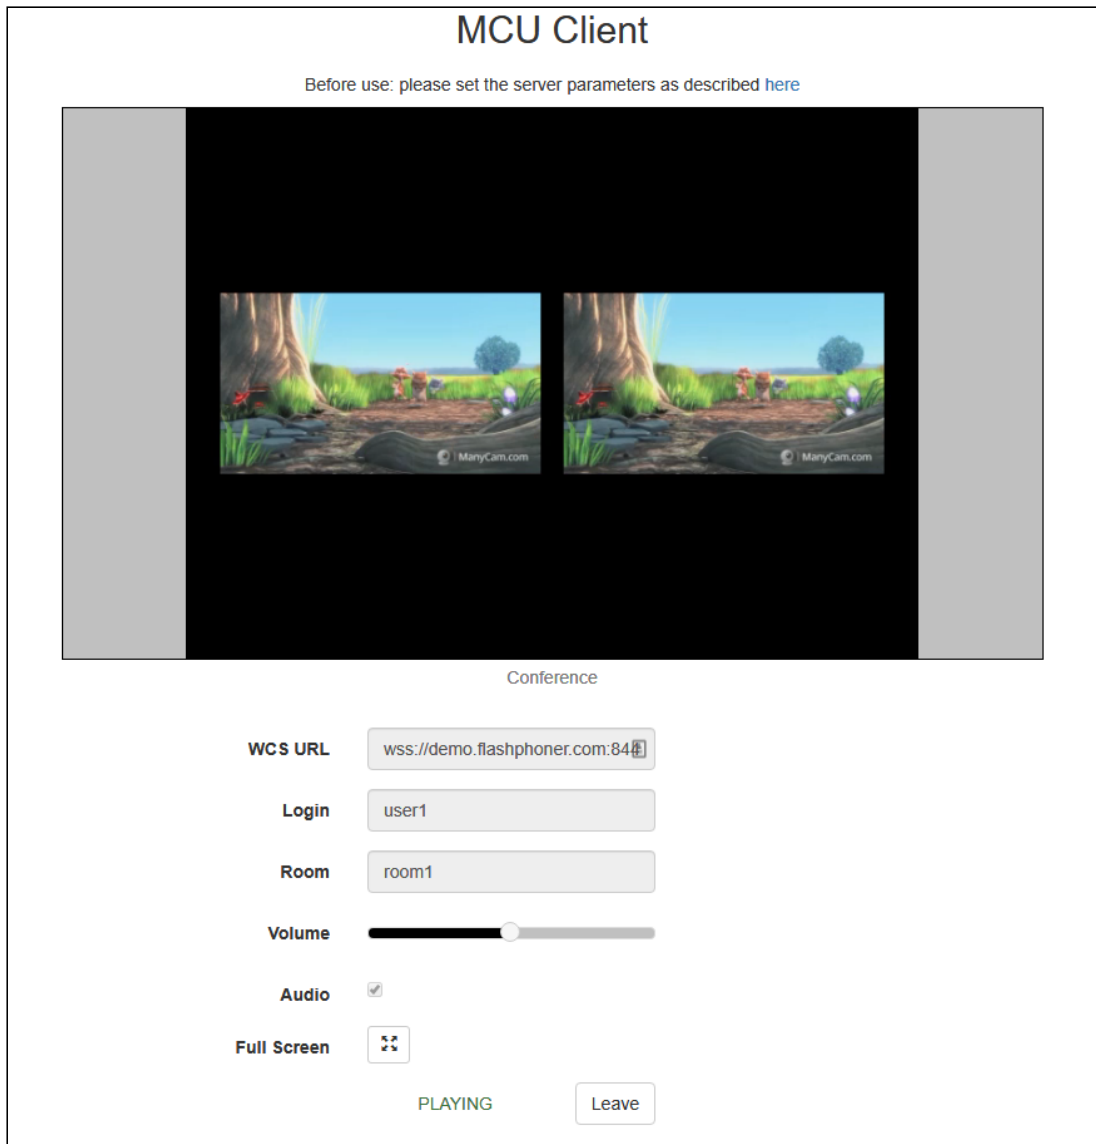 MCU Client
Before use: please set the server parameters as described here
ManyCam.com ManyCam.com
Conference
WCS URL wss://demo.flashphoner.com:844
Login user1
Room room1
Volume
Audio
Full Screen
PLAYING Leave